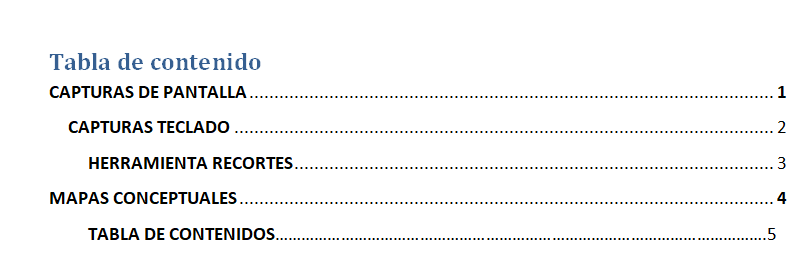 Tabla de contenido
CAPTURAS DE PANTALLA........................................................................................................ 1
CAPTURAS TECLADO ........................................................................................................... 2
HERRAMIENTA RECORTES................................................................................................ 3
MAPAS CONCEPTUALES .......................................................................................................... 4
TABLA DE CONTENIDOS……………………………………………………………………………………………………….5